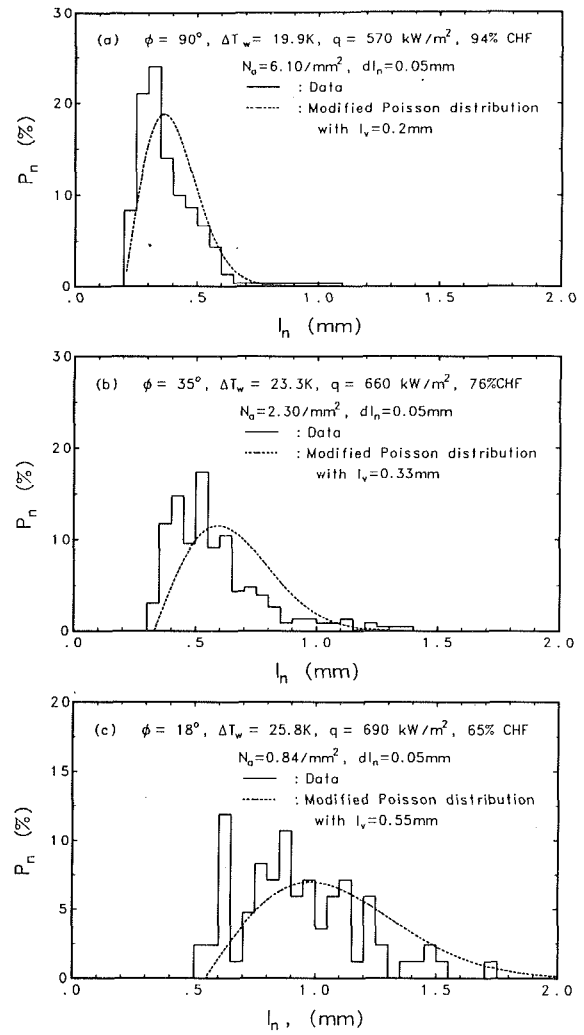 30
(a) φ = 90°, ΔT_w = 19.9K, q = 570 kW/m², 94% CHF
N_a=6.10/mm², dl_n=0.05mm
: Data
: Modified Poisson distribution
with l_v=0.2mm
20
10
0
P_n (%)
.0 .5 1.0 1.5 2.0
l_n (mm)
30
(b) φ = 35°, ΔT_w = 23.3K, q = 660 kW/m², 76%CHF
N_a=2.30/mm², dl_n=0.05mm
: Data
: Modified Poisson distribution
with l_v=0.33mm
20
10
0
P_n (%)
.0 .5 1.0 1.5 2.0
l_n (mm)
20
(c) φ = 18°, ΔT_w = 25.8K, q = 690 kW/m², 65% CHF
N_a=0.84/mm², dl_n=0.05mm
: Data
: Modified Poisson distribution
with l_v=0.55mm
15
10
5
0
P_n (%)
.0 .5 1.0 1.5 2.0
l_n, (mm)